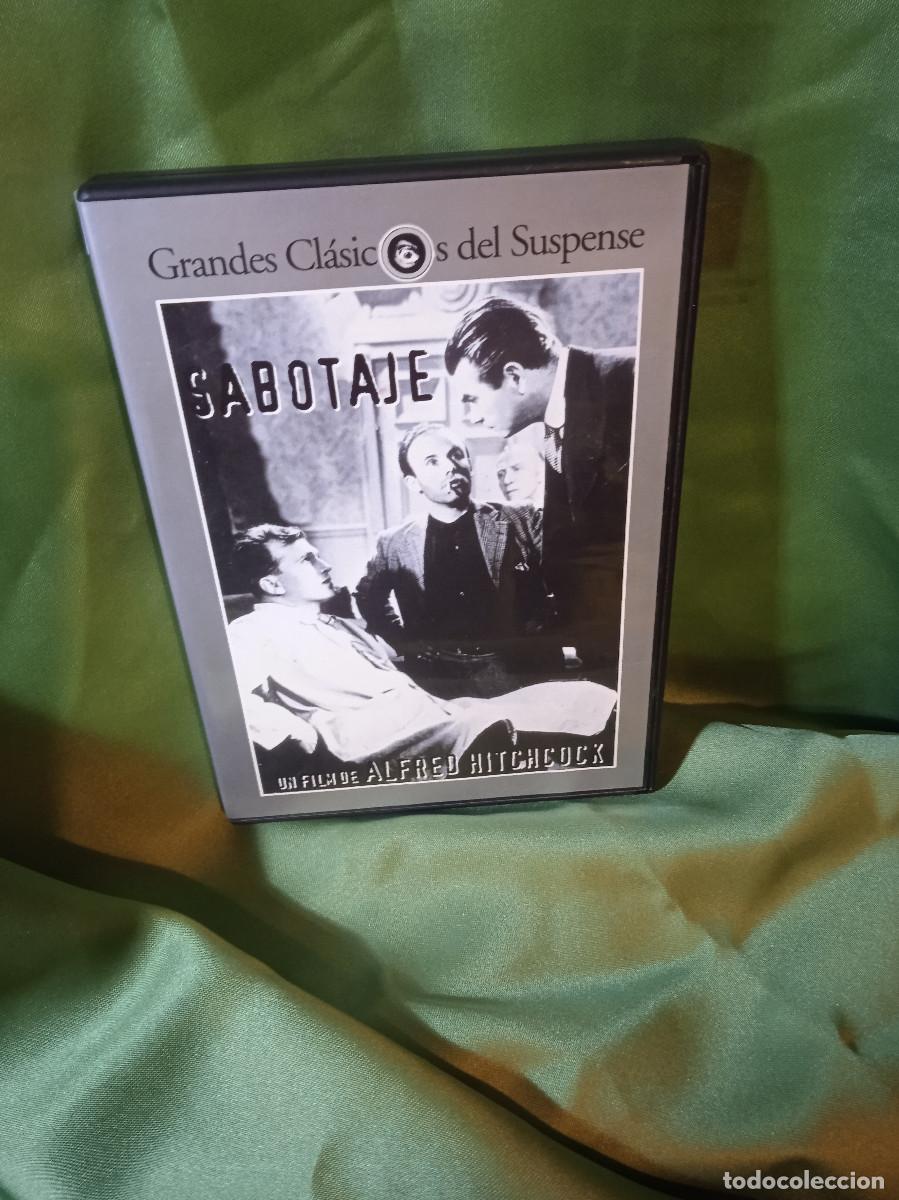 Grandes Clásicos del Suspense
SABOTAJE
UN FILM DE ALFRED HITCHCOCK
todocoleccion